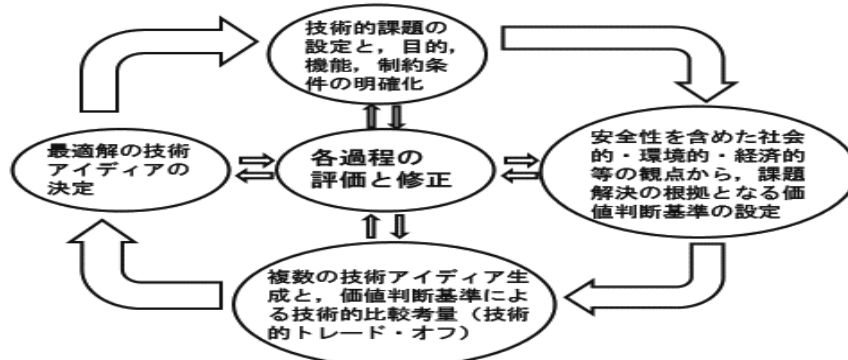 技術的課題の
設定と，目的，
機能，制約条
件の明確化
最適解の技術
アイディアの
決定
各過程の
評価と修正
安全性を含めた社会
的・環境的・経済的
等の観点から，課題
解決の根拠となる価
値判断基準の設定
複数の技術アイディア生
成と，価値判断基準によ
る技術的比較考量（技術
的トレード・オフ）